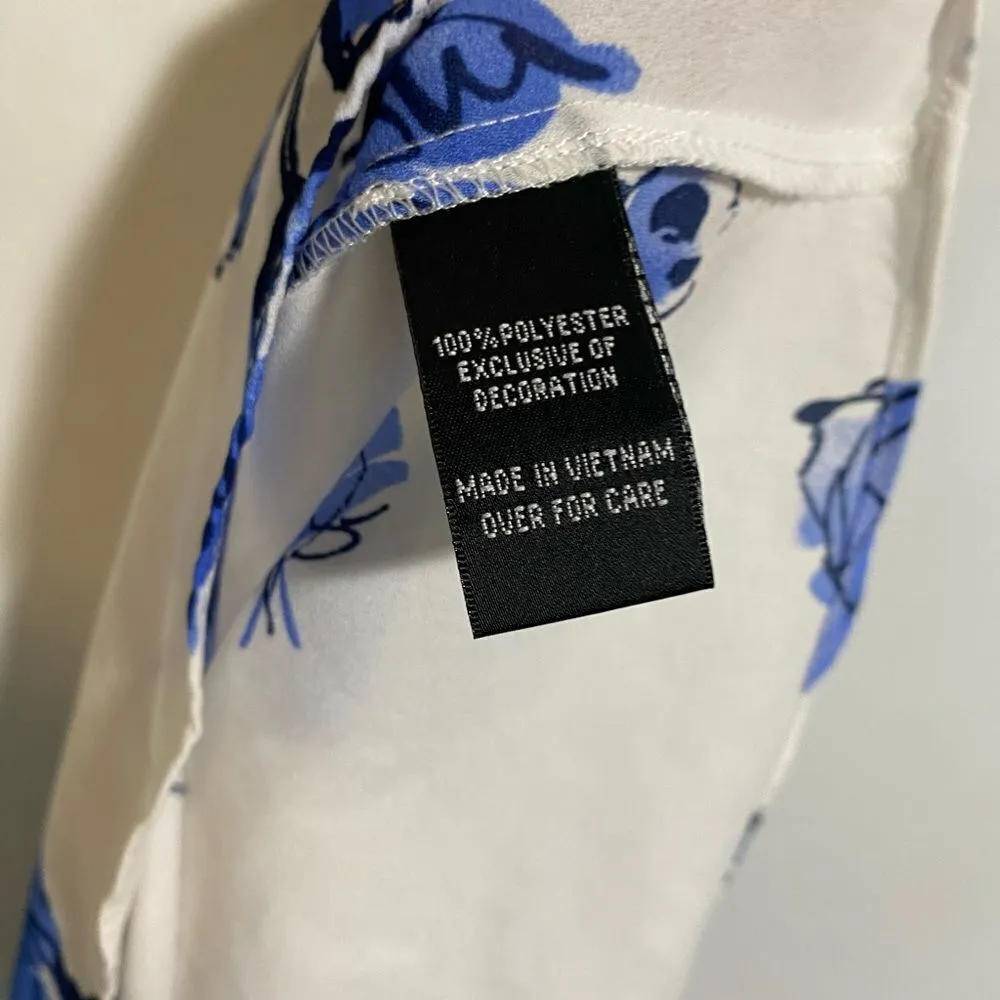 100% POLYESTER
EXCLUSIVE OF
DECORATION
MADE IN VIETNAM
OVER FOR CARE